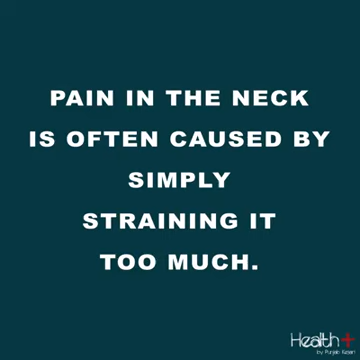 PAIN IN THE NECK
IS OFTEN CAUSED BY
SIMPLY
STRAINING IT
TOO MUCH.
Health+
by Punjab Kesari